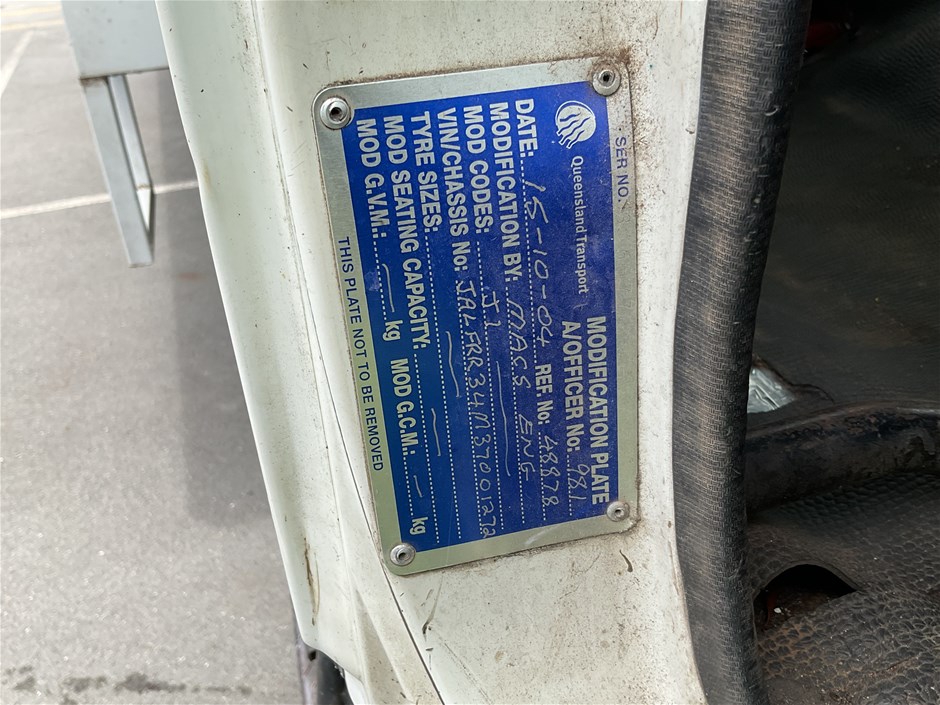 SER NO.
Queensland Transport
MODIFICATION PLATE
A/OFFICER No: 981
DATE: 15-10-04 REF. No: 48878
MODIFICATION BY: MASS ENG
MOD CODES: J1
VIN/CHASSIS No: JALFRR34M37001272
TYRE SIZES: —
MOD SEATING CAPACITY: —
MOD G.V.M.: — kg MOD G.C.M.: — kg
THIS PLATE NOT TO BE REMOVED